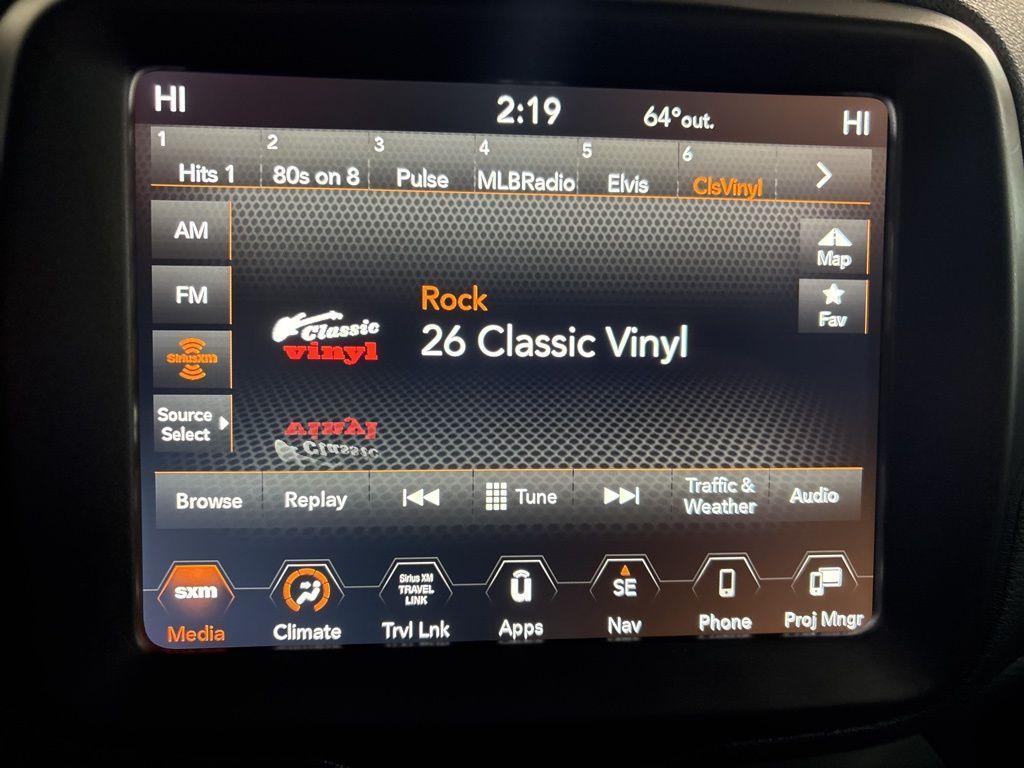 HI 2:19 64°out. HI
1 2 3 4 5 6
Hits 1 80s on 8 Pulse MLBRadio Elvis ClsVinyl
AM
FM
SiriusXM
Source
Select
Map
Fav
Rock
26 Classic Vinyl
Classic
vinyl
Browse Replay Tune Traffic & Weather Audio
sxm
Sirius XM
TRAVEL
LINK
SE
Media Climate Trvl Lnk Apps Nav Phone Proj Mngr